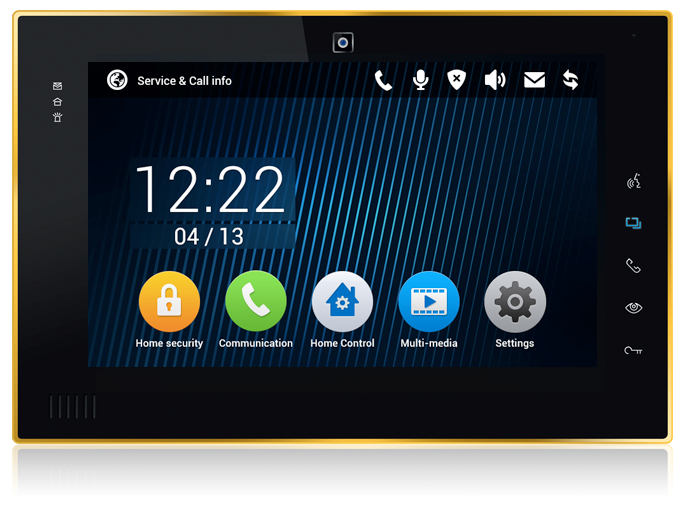 Service & Call info
12:22
04 / 13
Home security
Communication
Home Control
Multi-media
Settings